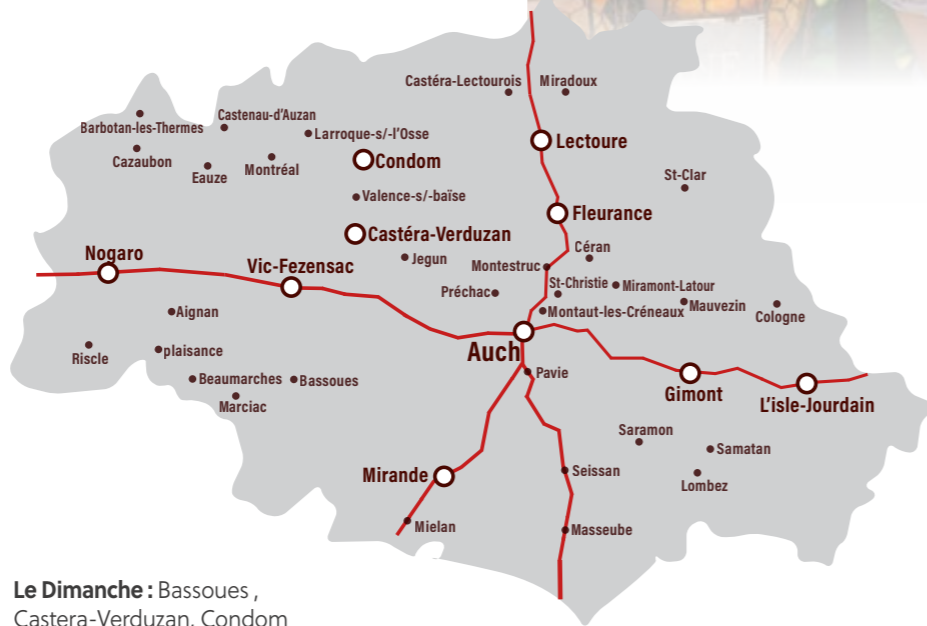 Castéra-Lectourois
Miradoux
Barbotan-les-Thermes
Castenau-d'Auzan
Larroque-s/-l'Osse
Lectoure
Cazaubon
Eauze
Montréal
Condom
St-Clar
Valence-s/-baïse
Fleurance
Castéra-Verduzan
Nogaro
Vic-Fezensac
Jegun
Céran
Montestruc
Préchac
St-Christie
Miramont-Latour
Mauvezin
Cologne
Aignan
Montaut-les-Créneaux
Riscle
plaisance
Auch
Beaumarches
Bassoues
Pavie
Marciac
Gimont
L'isle-Jourdain
Saramon
Samatan
Mirande
Seissan
Lombez
Mielan
Masseube
Le Dimanche : Bassoues ,
Castera-Verduzan, Condom